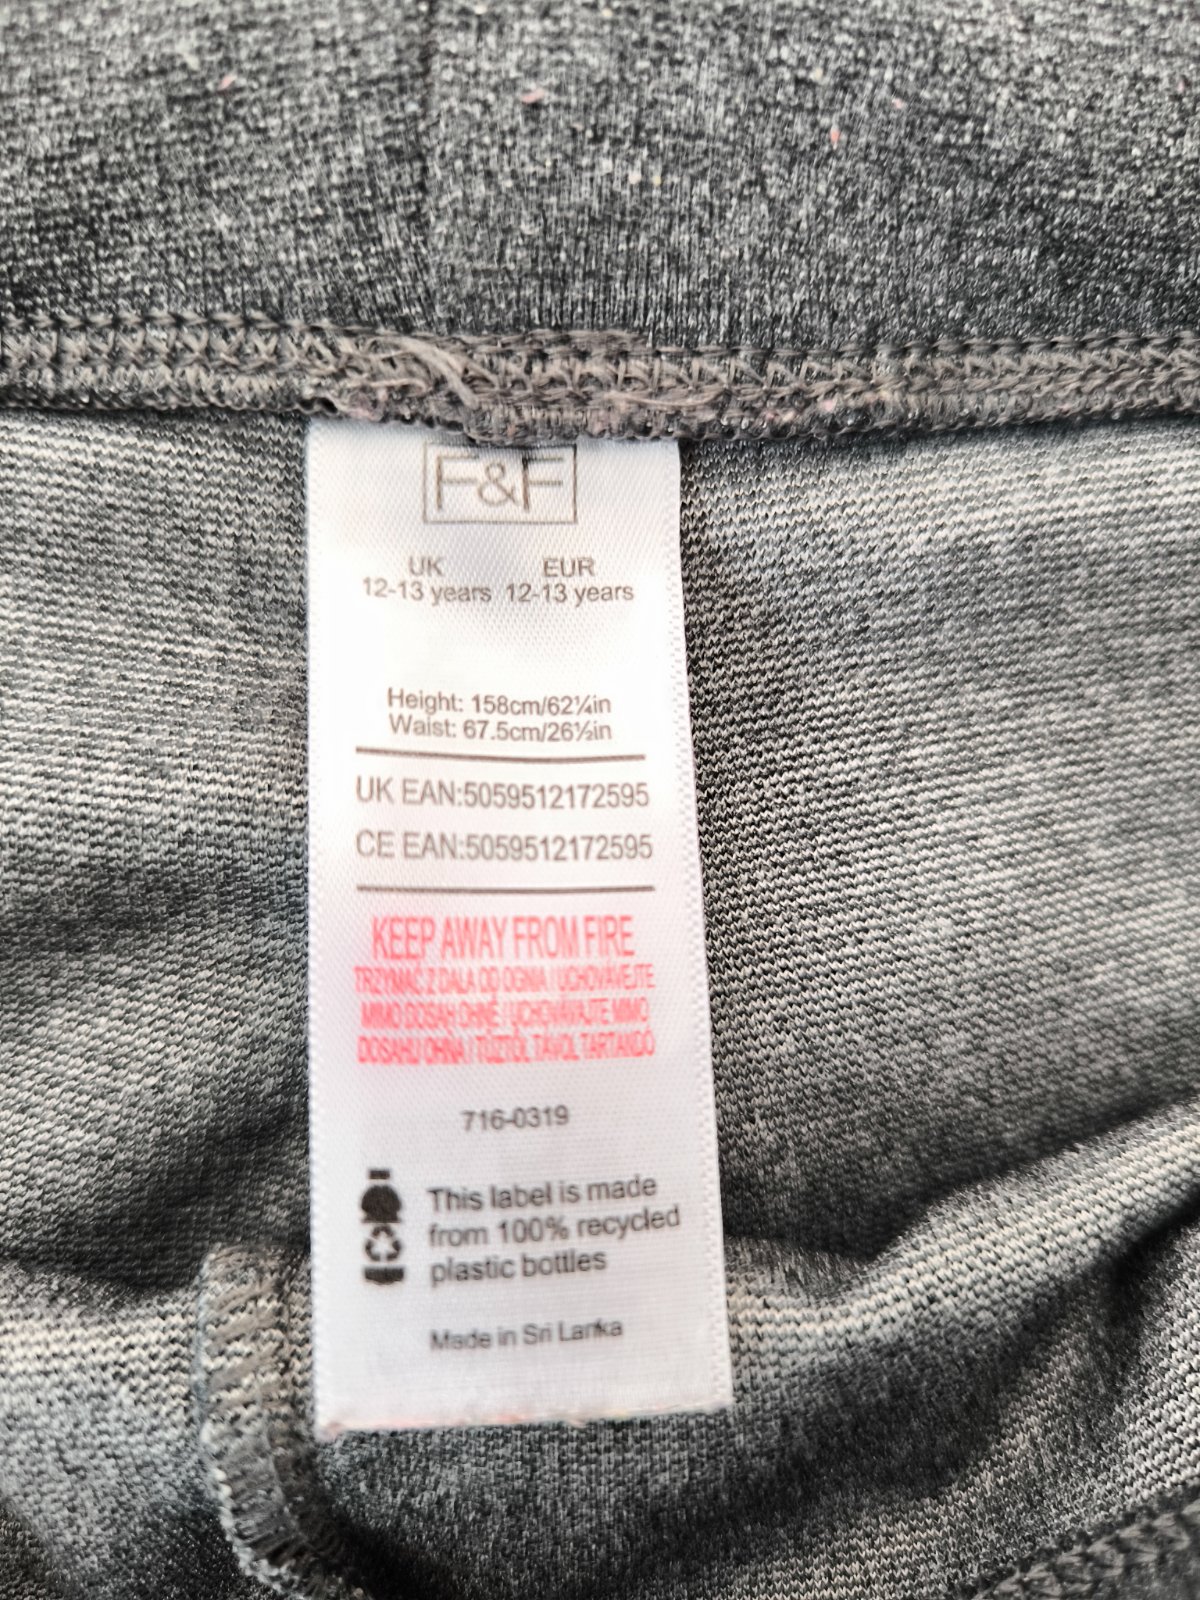 F&F
UK EUR
12-13 years 12-13 years
Height: 158cm/62¼in
Waist: 67.5cm/26½in
UK EAN:5059512172595
CE EAN:5059512172595
KEEP AWAY FROM FIRE
TRZYMAĆ Z DALA OD OGNIA / UCHOVÁVEJTE
MIMO DOSAH OHNĚ / UCHOVÁVAJTE MIMO
DOSAHU OHŇA / TŰZTŐL TÁVOL TARTANDÓ
716-0319
This label is made
from 100% recycled
plastic bottles
Made in Sri Lanka